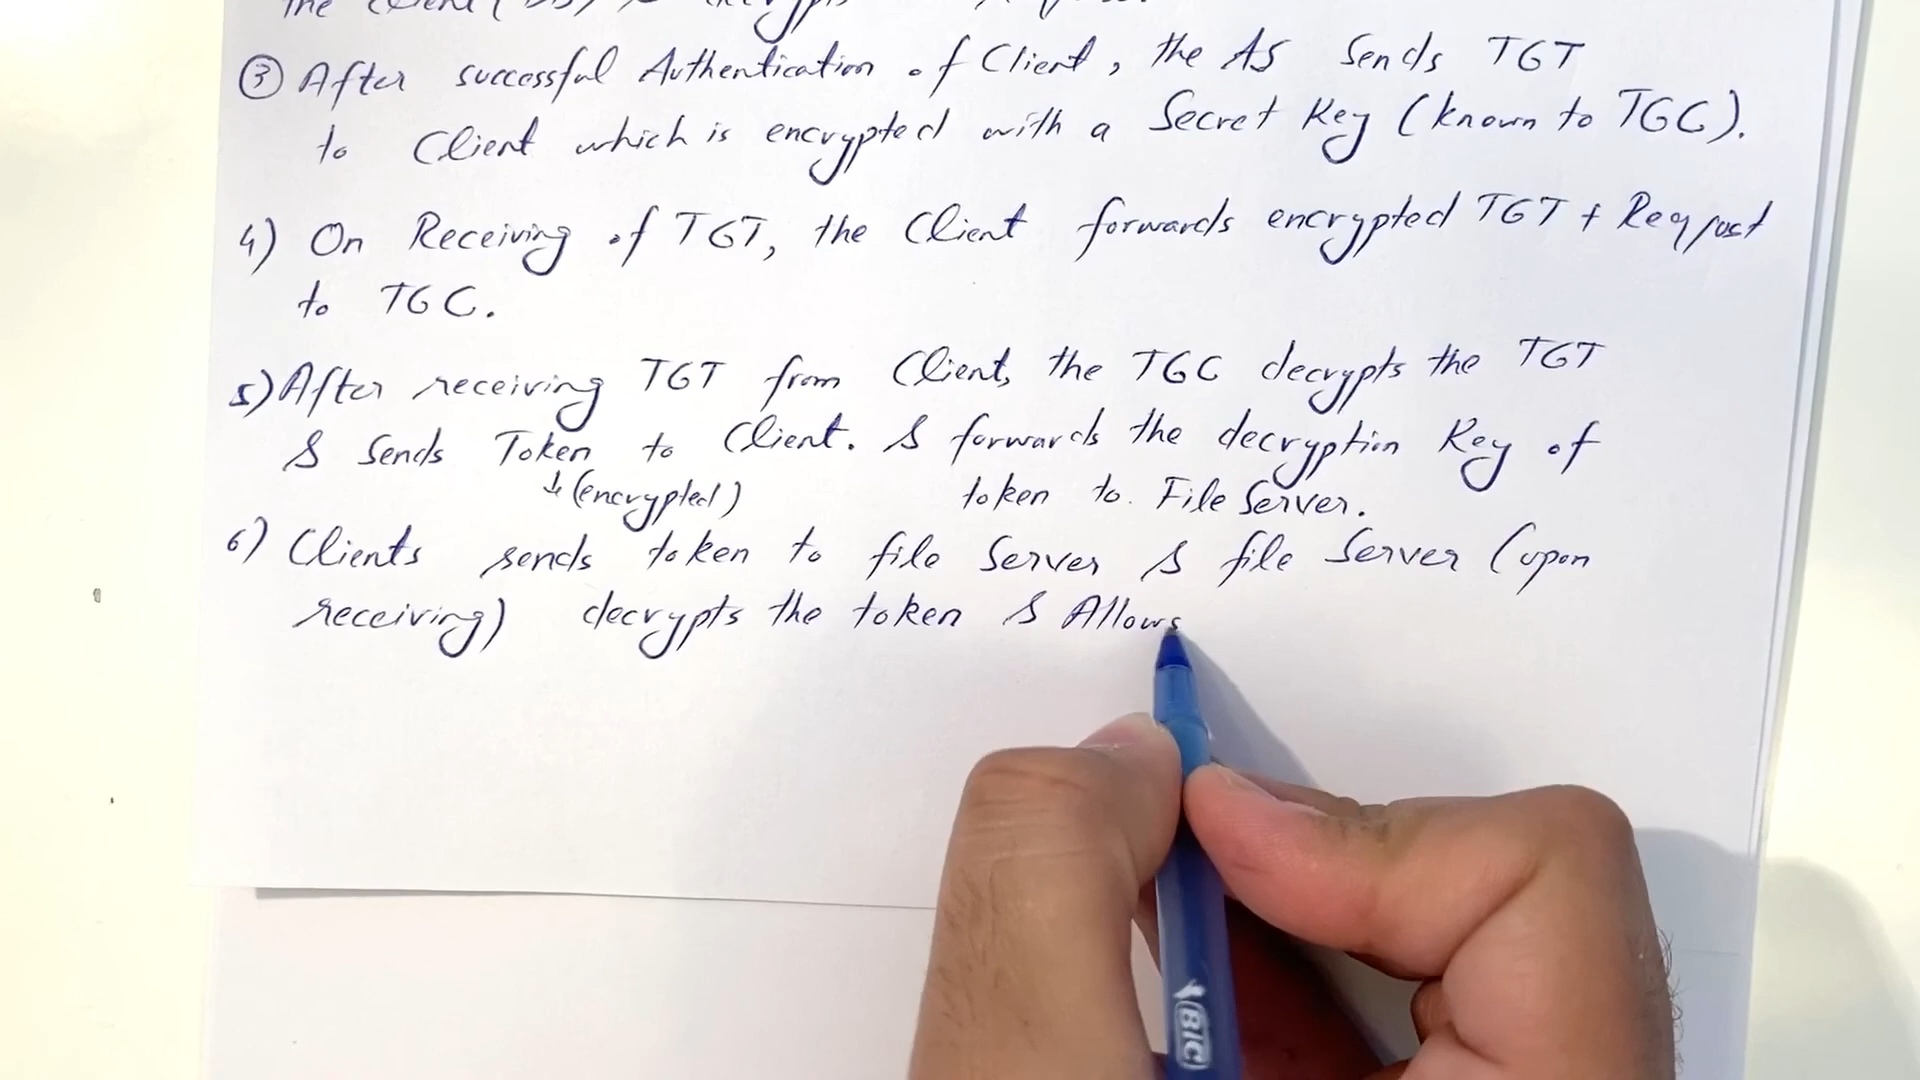 the Client
③ After successful Authentication of Client, the AS Sends TGT
to Client which is encrypted with a Secret Key (known to TGC).
4) On Receiving of TGT, the Client forwards encrypted TGT + Request
to TGC.
5) After receiving TGT from Client, the TGC decrypts the TGT
& Sends Token to Client. & forwards the decryption Key of
↓ (encrypted) token to File Server.
6) Clients sends token to file Server & file Server (upon
receiving) decrypts the token & Allows
BIC